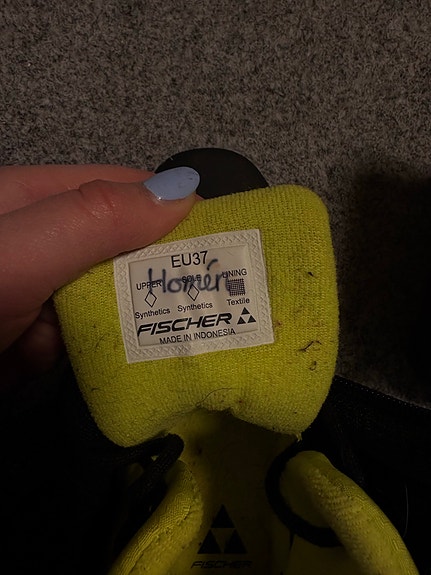 EU37
UPPER SOLE LINING
Homér
Synthetics Synthetics Textile
FISCHER
MADE IN INDONESIA
FISCHER